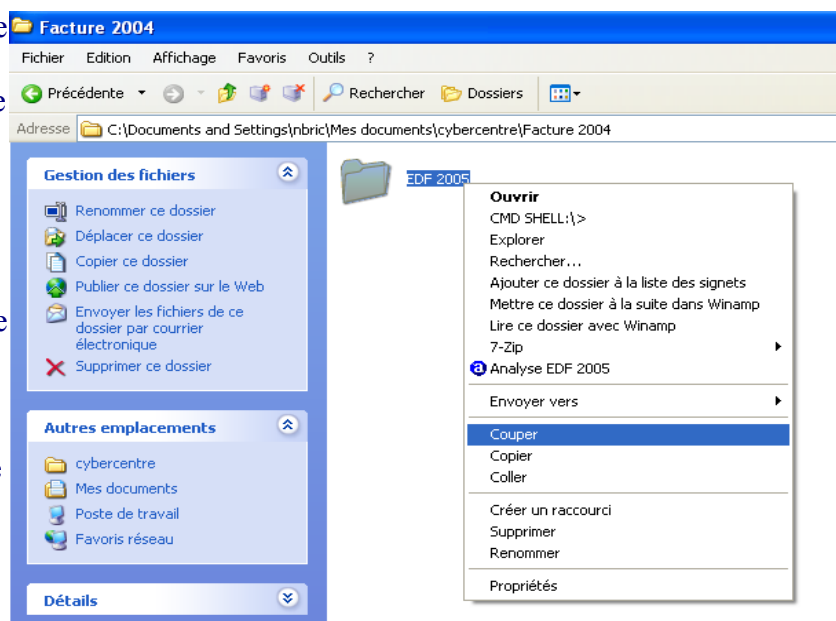 e
Facture 2004
Fichier Edition Affichage Favoris Outils ?
e
Précédente Rechercher Dossiers
Adresse C:\Documents and Settings\nbric\Mes documents\cybercentre\Facture 2004
Gestion des fichiers
Renommer ce dossier
Déplacer ce dossier
Copier ce dossier
Publier ce dossier sur le Web
Envoyer les fichiers de ce
dossier par courrier
électronique
Supprimer ce dossier
e
Autres emplacements
e
cybercentre
Mes documents
Poste de travail
Favoris réseau
Détails
EDF 2005
Ouvrir
CMD SHELL:\>
Explorer
Rechercher...
Ajouter ce dossier à la liste des signets
Mettre ce dossier à la suite dans Winamp
Lire ce dossier avec Winamp
7-Zip
Analyse EDF 2005
Envoyer vers
Couper
Copier
Coller
Créer un raccourci
Supprimer
Renommer
Propriétés